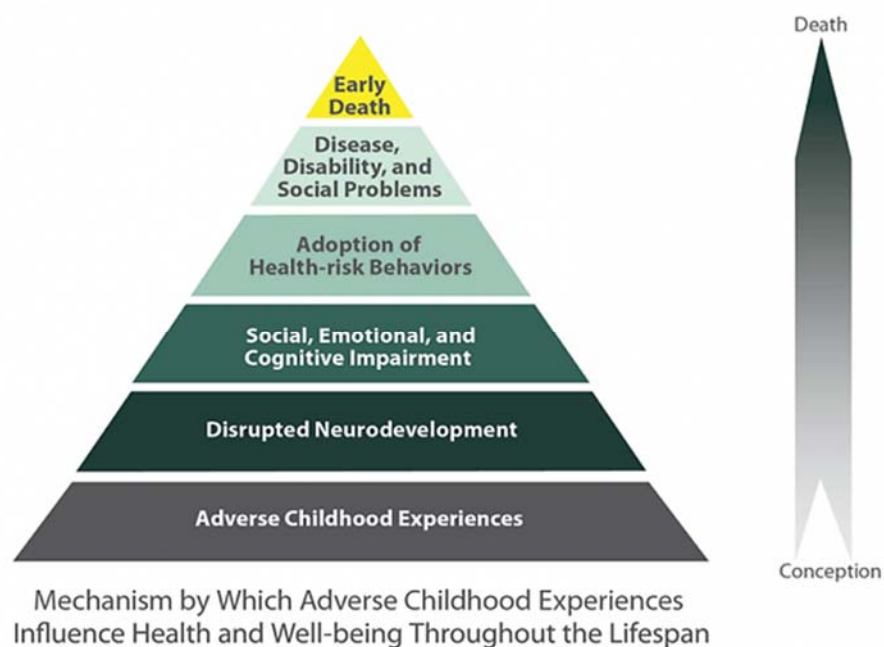 Death
Early
Death
Disease,
Disability, and
Social Problems
Adoption of
Health-risk Behaviors
Social, Emotional, and
Cognitive Impairment
Disrupted Neurodevelopment
Adverse Childhood Experiences
Conception
Mechanism by Which Adverse Childhood Experiences
Influence Health and Well-being Throughout the Lifespan